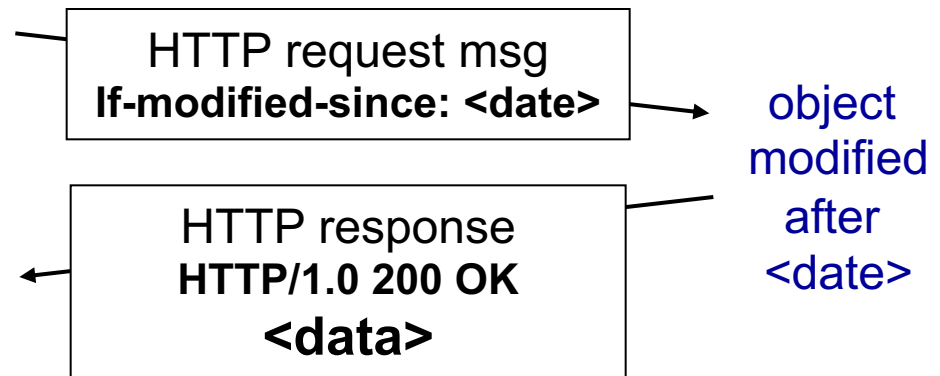 HTTP request msg
If-modified-since: <date>
object
modified
after
<date>
HTTP response
HTTP/1.0 200 OK
<data>